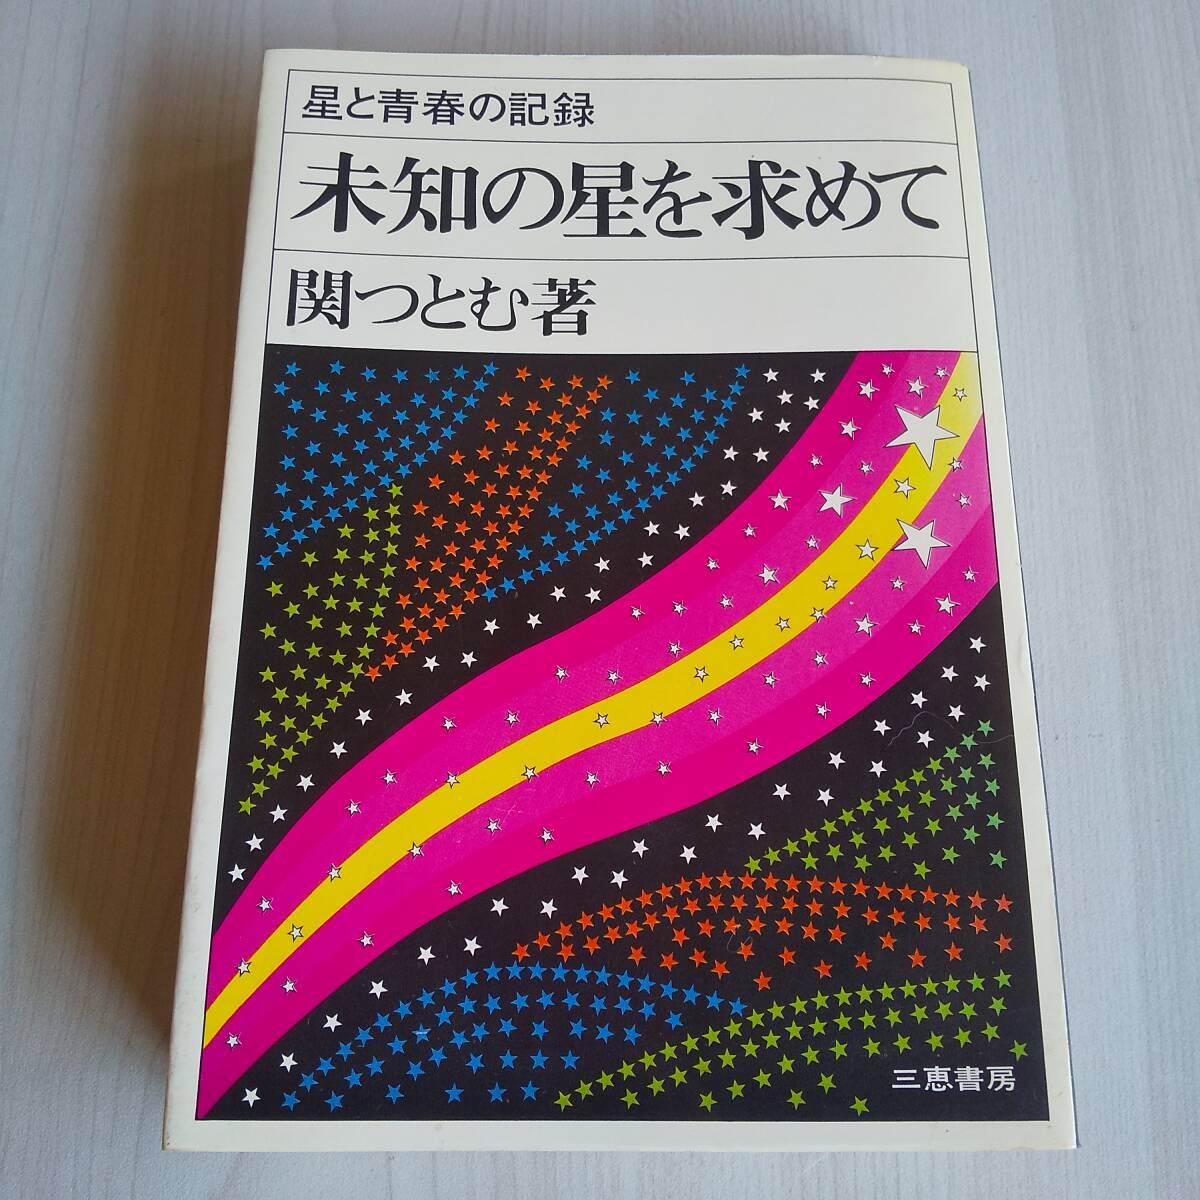 星と青春の記録
未知の星を求めて
関つとむ著
三恵書房